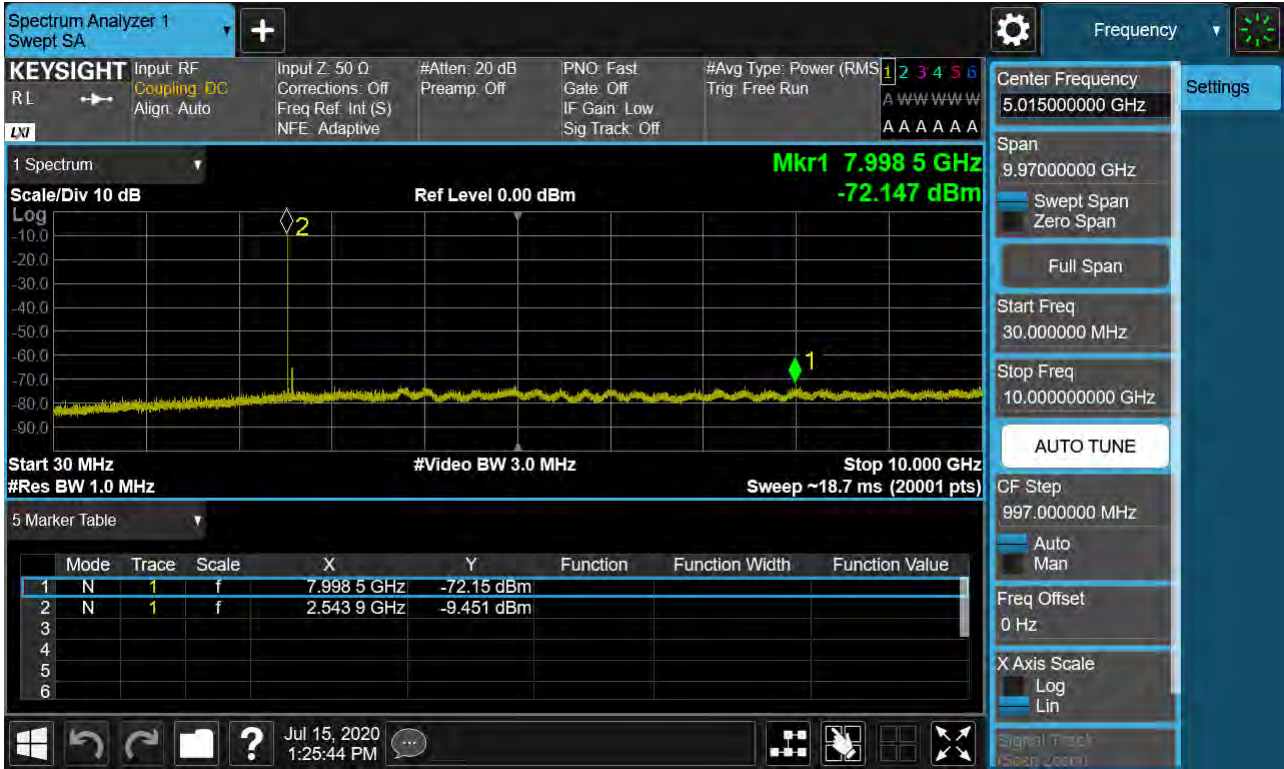 Spectrum Analyzer 1
Swept SA
Frequency
KEYSIGHT
R L
LXI
Input: RF
Coupling: DC
Align: Auto
Input Z: 50 Ω
Corrections: Off
Freq Ref: Int (S)
NFE: Adaptive
#Atten: 20 dB
Preamp: Off
PNO: Fast
Gate: Off
IF Gain: Low
Sig Track: Off
#Avg Type: Power (RMS
Trig: Free Run
1 2 3 4 5 6
A W W W W W
A A A A A A
1 Spectrum
Mkr1 7.998 5 GHz
Scale/Div 10 dB
Ref Level 0.00 dBm
-72.147 dBm
Log
-10.0
-20.0
-30.0
-40.0
-50.0
-60.0
-70.0
-80.0
-90.0
2
1
Start 30 MHz
#Video BW 3.0 MHz
Stop 10.000 GHz
#Res BW 1.0 MHz
Sweep ~18.7 ms (20001 pts)
5 Marker Table
Mode Trace Scale X Y Function Function Width Function Value
1 N 1 f 7.998 5 GHz -72.15 dBm
2 N 1 f 2.543 9 GHz -9.451 dBm
3
4
5
6
?
Jul 15, 2020
1:25:44 PM
Center Frequency
5.015000000 GHz
Settings
Span
9.97000000 GHz
Swept Span
Zero Span
Full Span
Start Freq
30.000000 MHz
Stop Freq
10.000000000 GHz
AUTO TUNE
CF Step
997.000000 MHz
Auto
Man
Freq Offset
0 Hz
X Axis Scale
Log
Lin
Signal Track
(Span Zoom)